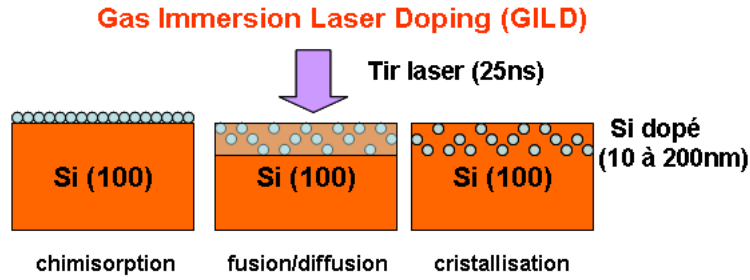 Gas Immersion Laser Doping (GILD)
Tir laser (25ns)
Si dopé
(10 à 200nm)
Si (100)
Si (100)
Si (100)
chimisorption
fusion/diffusion
cristallisation